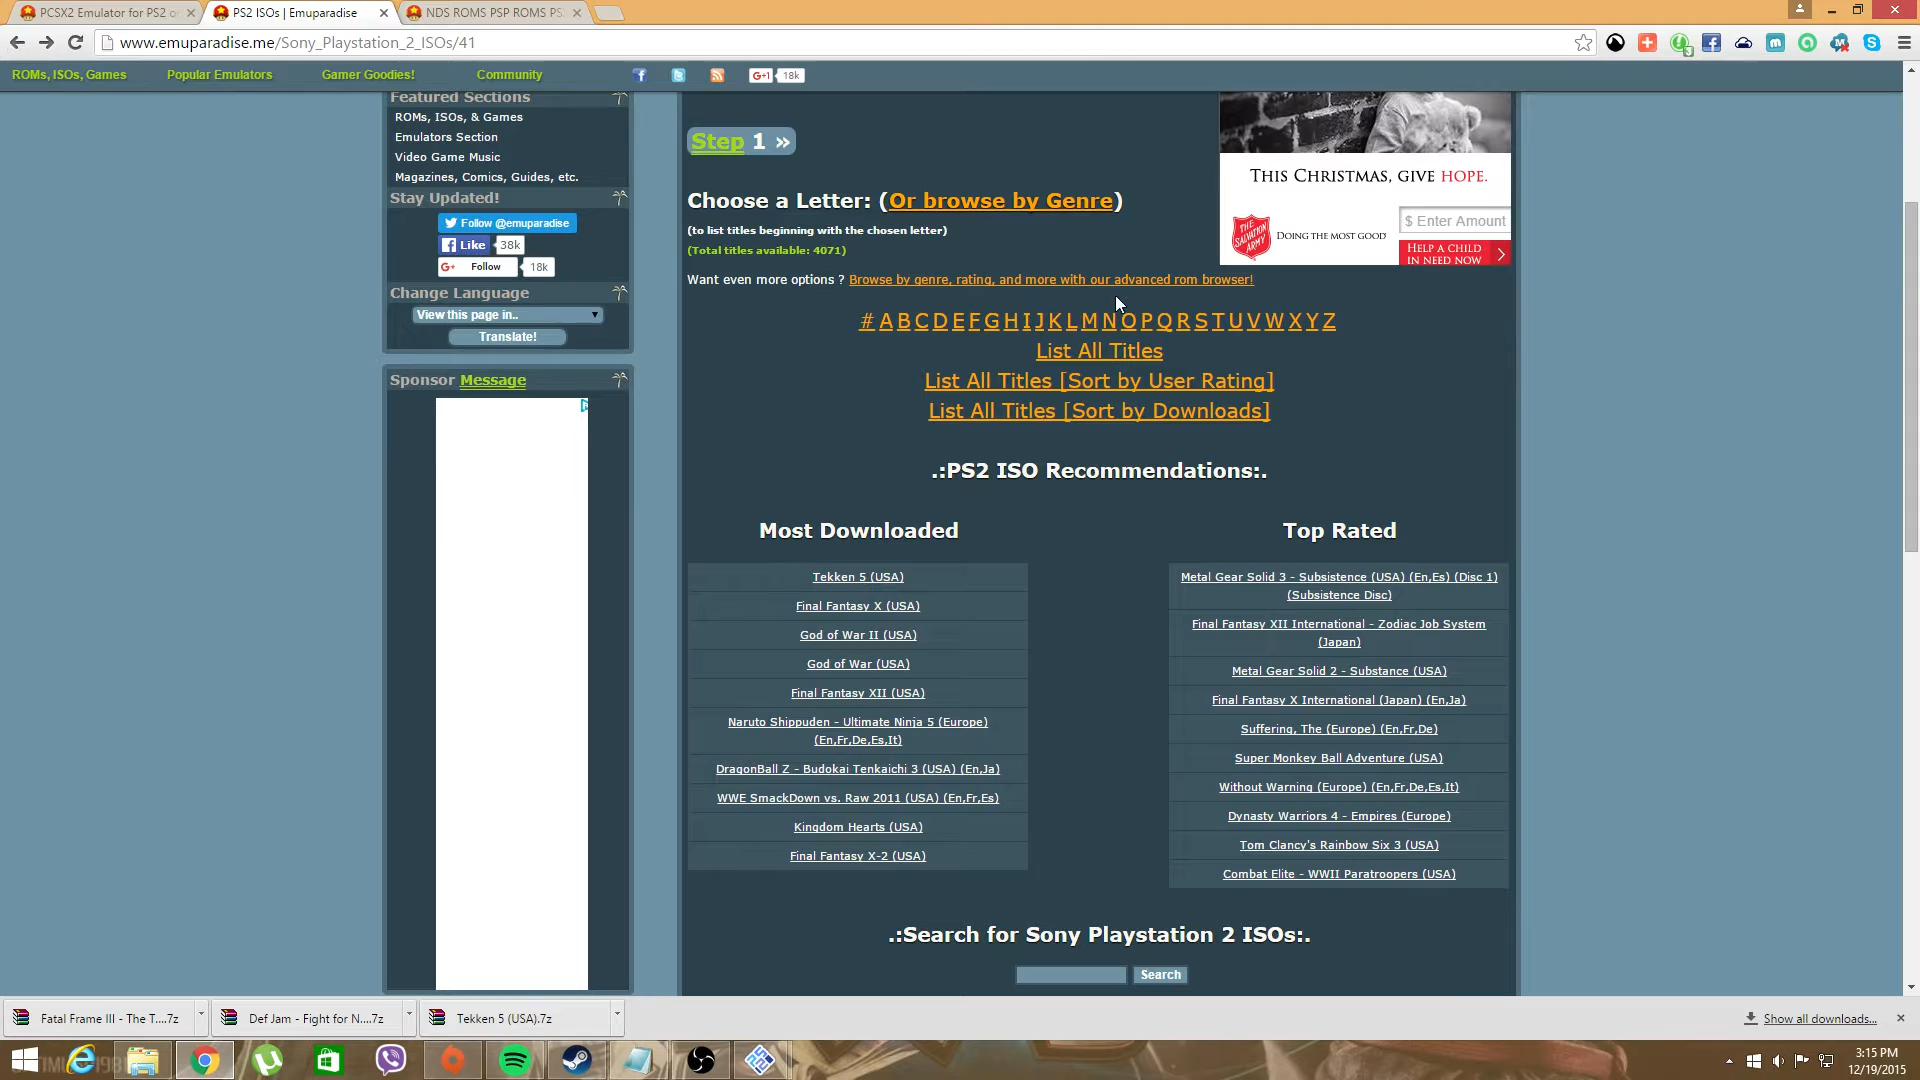 PCSX2 Emulator for PS2 o
PS2 ISOs | Emuparadise
NDS ROMS PSP ROMS PS
www.emuparadise.me/Sony_Playstation_2_ISOs/41
ROMs, ISOs, Games
Popular Emulators
Gamer Goodies!
Community
G+1
18k
Featured Sections
ROMs, ISOs, & Games
Emulators Section
Video Game Music
Magazines, Comics, Guides, etc.
Stay Updated!
Follow @emuparadise
Like
38k
G+ Follow
18k
Change Language
View this page in..
Translate!
Sponsor Message
Step 1 »
Choose a Letter: (Or browse by Genre)
(to list titles beginning with the chosen letter)
(Total titles available: 4071)
Want even more options ? Browse by genre, rating, and more with our advanced rom browser!
# A B C D E F G H I J K L M N O P Q R S T U V W X Y Z
List All Titles
List All Titles [Sort by User Rating]
List All Titles [Sort by Downloads]
THIS CHRISTMAS, GIVE HOPE.
THE SALVATION ARMY
DOING THE MOST GOOD
$ Enter Amount
HELP A CHILD
IN NEED NOW
.:PS2 ISO Recommendations:.
Most Downloaded
Tekken 5 (USA)
Final Fantasy X (USA)
God of War II (USA)
God of War (USA)
Final Fantasy XII (USA)
Naruto Shippuden - Ultimate Ninja 5 (Europe)
(En,Fr,De,Es,It)
DragonBall Z - Budokai Tenkaichi 3 (USA) (En,Ja)
WWE SmackDown vs. Raw 2011 (USA) (En,Fr,Es)
Kingdom Hearts (USA)
Final Fantasy X-2 (USA)
Top Rated
Metal Gear Solid 3 - Subsistence (USA) (En,Es) (Disc 1)
(Subsistence Disc)
Final Fantasy XII International - Zodiac Job System
(Japan)
Metal Gear Solid 2 - Substance (USA)
Final Fantasy X International (Japan) (En,Ja)
Suffering, The (Europe) (En,Fr,De)
Super Monkey Ball Adventure (USA)
Without Warning (Europe) (En,Fr,De,Es,It)
Dynasty Warriors 4 - Empires (Europe)
Tom Clancy's Rainbow Six 3 (USA)
Combat Elite - WWII Paratroopers (USA)
.:Search for Sony Playstation 2 ISOs:.
Search
Fatal Frame III - The T....7z
Def Jam - Fight for N....7z
Tekken 5 (USA).7z
Show all downloads...
3:15 PM
12/19/2015